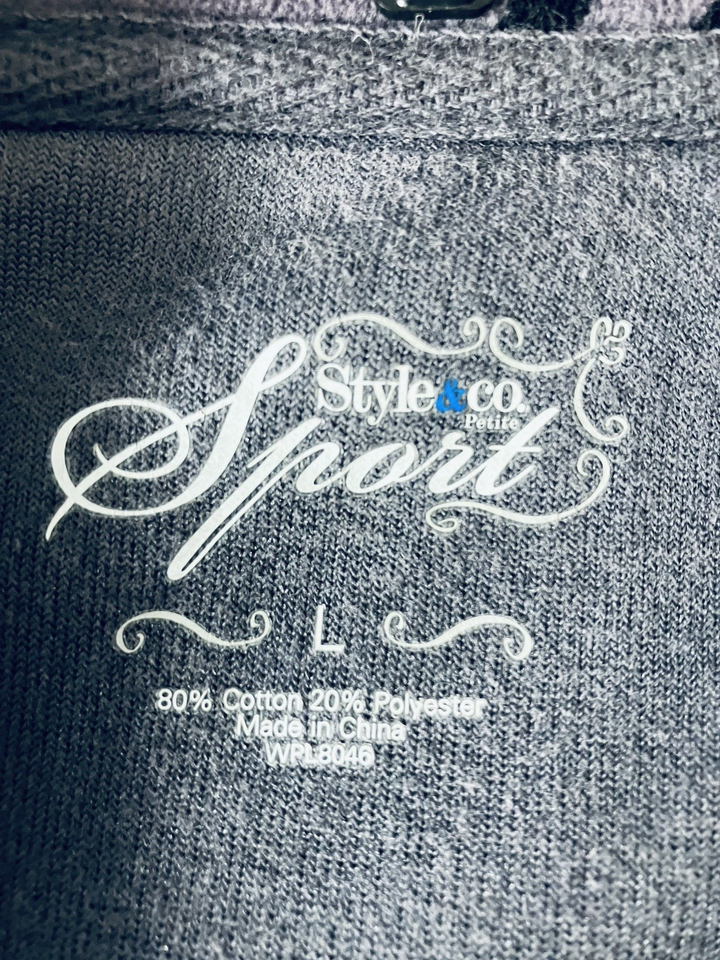 Style&co.
Petite
Sport
L
80% Cotton 20% Polyester
Made in China
WPL8046